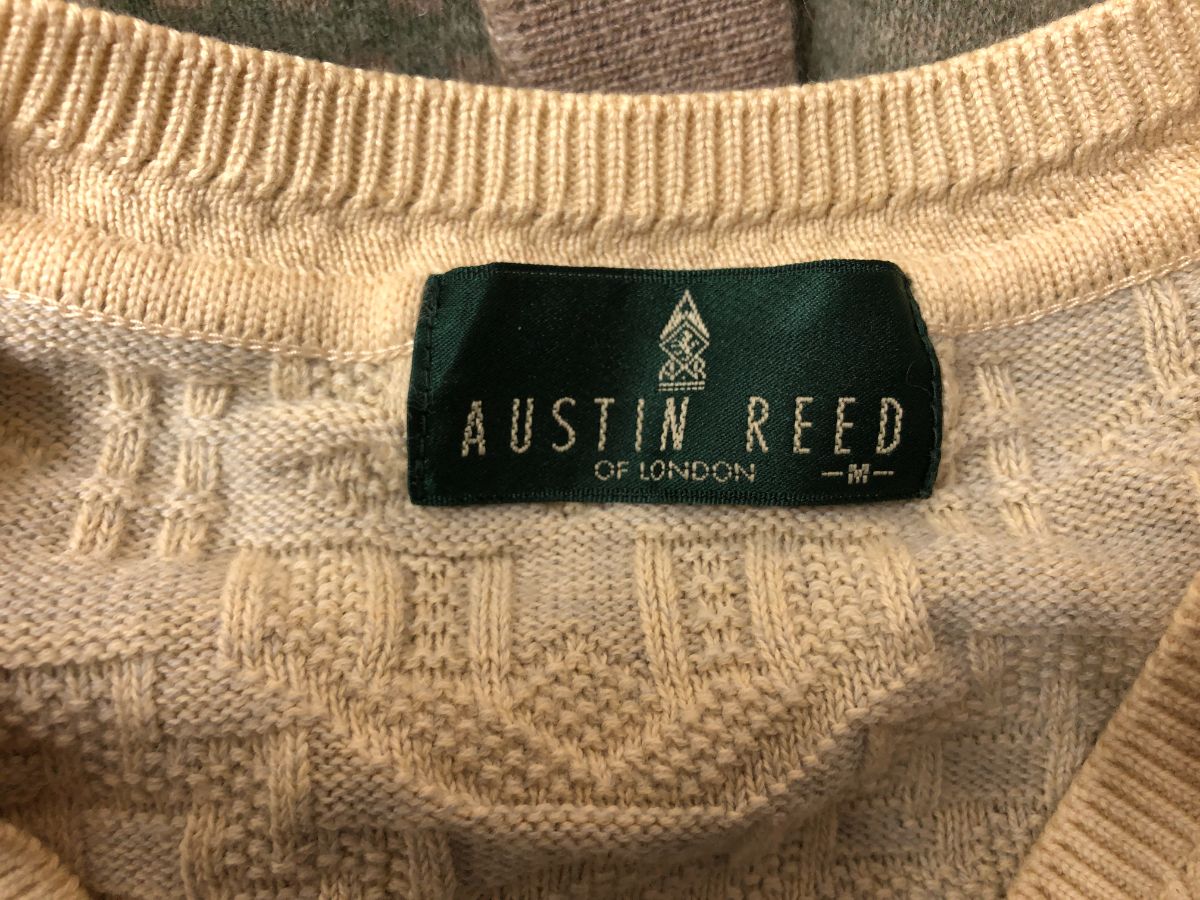 AUSTIN REED
OF LONDON
-M-